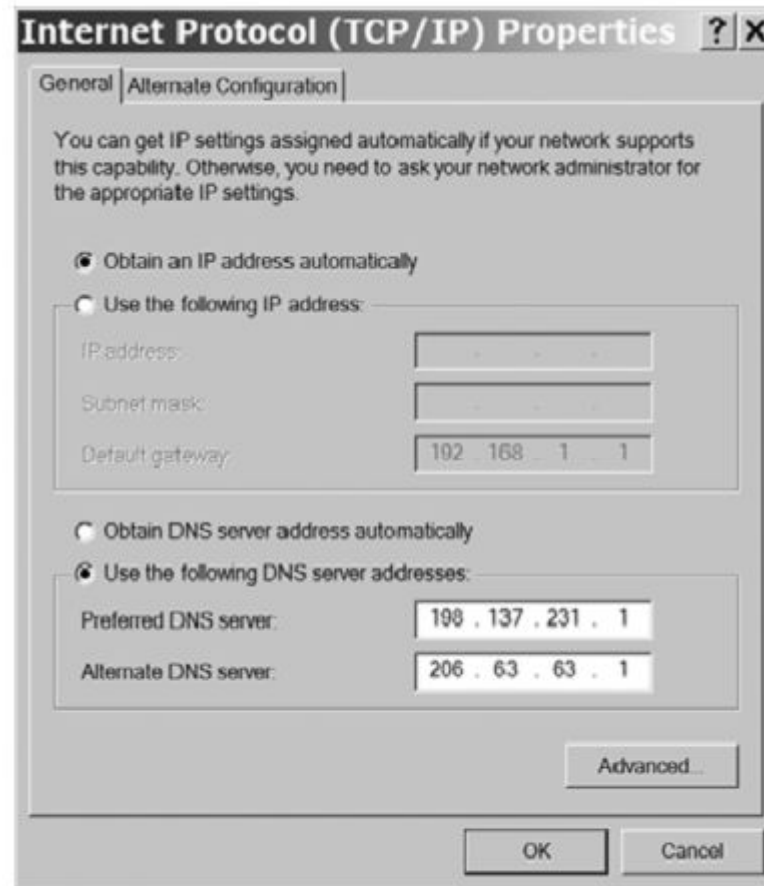 Internet Protocol (TCP/IP) Properties ? X
General Alternate Configuration
You can get IP settings assigned automatically if your network supports
this capability. Otherwise, you need to ask your network administrator for
the appropriate IP settings.
Obtain an IP address automatically
Use the following IP address:
IP address: . . .
Subnet mask: . . .
Default gateway: 192 . 168 . 1 . 1
Obtain DNS server address automatically
Use the following DNS server addresses:
Preferred DNS server: 198 . 137 . 231 . 1
Alternate DNS server: 206 . 63 . 63 . 1
Advanced...
OK Cancel